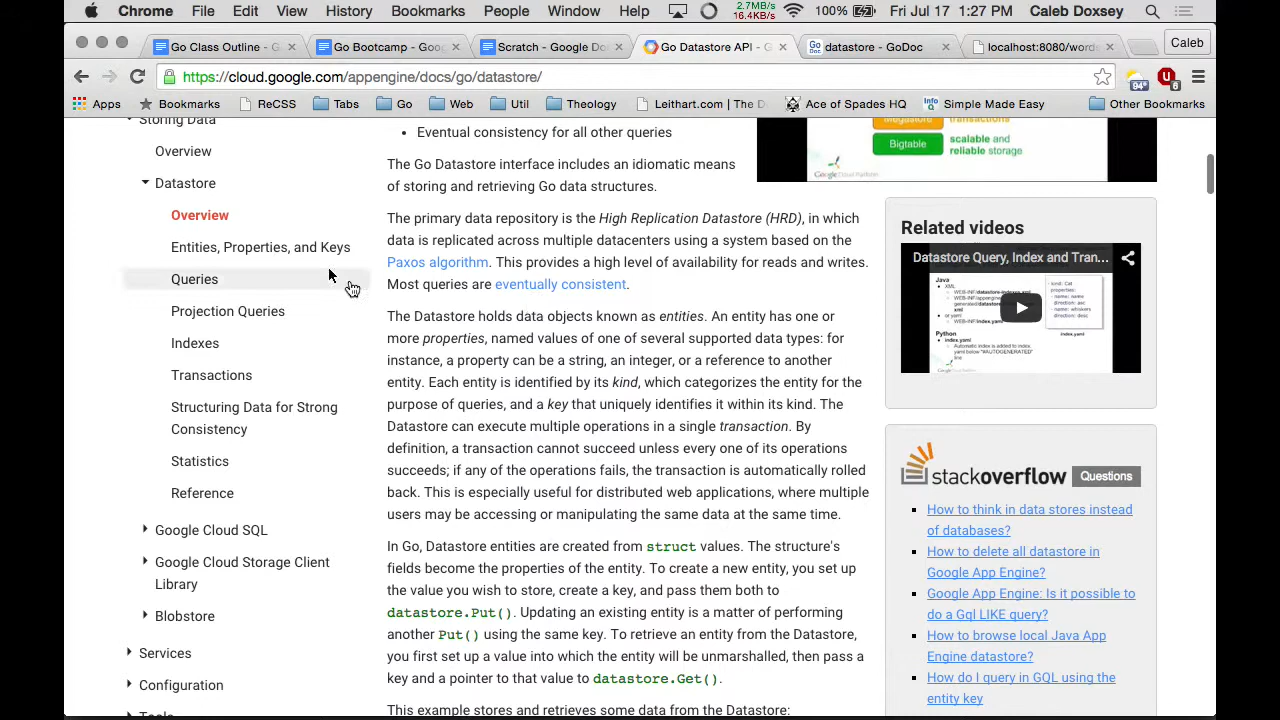 Chrome File Edit View History Bookmarks People Window Help 2.7MB/s 16.4KB/s 100% Fri Jul 17 1:27 PM Caleb Doxsey
Go Class Outline - G Go Bootcamp - Goo Scratch - Google Do Go Datastore API - G datastore - GoDoc localhost:8080/words Caleb
https://cloud.google.com/appengine/docs/go/datastore/ 94° 6
Apps Bookmarks ReCSS Tabs Go Web Util Theology Leithart.com | The D Ace of Spades HQ Simple Made Easy Other Bookmarks
Storing Data
Overview
Datastore
Overview
Entities, Properties, and Keys
Queries
Projection Queries
Indexes
Transactions
Structuring Data for Strong
Consistency
Statistics
Reference
Google Cloud SQL
Google Cloud Storage Client
Library
Blobstore
Services
Configuration
Tools
• Eventual consistency for all other queries
The Go Datastore interface includes an idiomatic means
of storing and retrieving Go data structures.
The primary data repository is the High Replication Datastore (HRD), in which
data is replicated across multiple datacenters using a system based on the
Paxos algorithm. This provides a high level of availability for reads and writes.
Most queries are eventually consistent.
The Datastore holds data objects known as entities. An entity has one or
more properties, named values of one of several supported data types: for
instance, a property can be a string, an integer, or a reference to another
entity. Each entity is identified by its kind, which categorizes the entity for the
purpose of queries, and a key that uniquely identifies it within its kind. The
Datastore can execute multiple operations in a single transaction. By
definition, a transaction cannot succeed unless every one of its operations
succeeds; if any of the operations fails, the transaction is automatically rolled
back. This is especially useful for distributed web applications, where multiple
users may be accessing or manipulating the same data at the same time.
In Go, Datastore entities are created from struct values. The structure's
fields become the properties of the entity. To create a new entity, you set up
the value you wish to store, create a key, and pass them both to
datastore.Put(). Updating an existing entity is a matter of performing
another Put() using the same key. To retrieve an entity from the Datastore,
you first set up a value into which the entity will be unmarshalled, then pass a
key and a pointer to that value to datastore.Get().
This example stores and retrieves some data from the Datastore:
Megastore transactions
Bigtable scalable and
reliable storage
Google Cloud Platform
Related videos
Datastore Query, Index and Tran...
Java
Python
index.yaml
stackoverflow Questions
How to think in data stores instead
of databases?
How to delete all datastore in
Google App Engine?
Google App Engine: Is it possible to
do a Gql LIKE query?
How to browse local Java App
Engine datastore?
How do I query in GQL using the
entity key